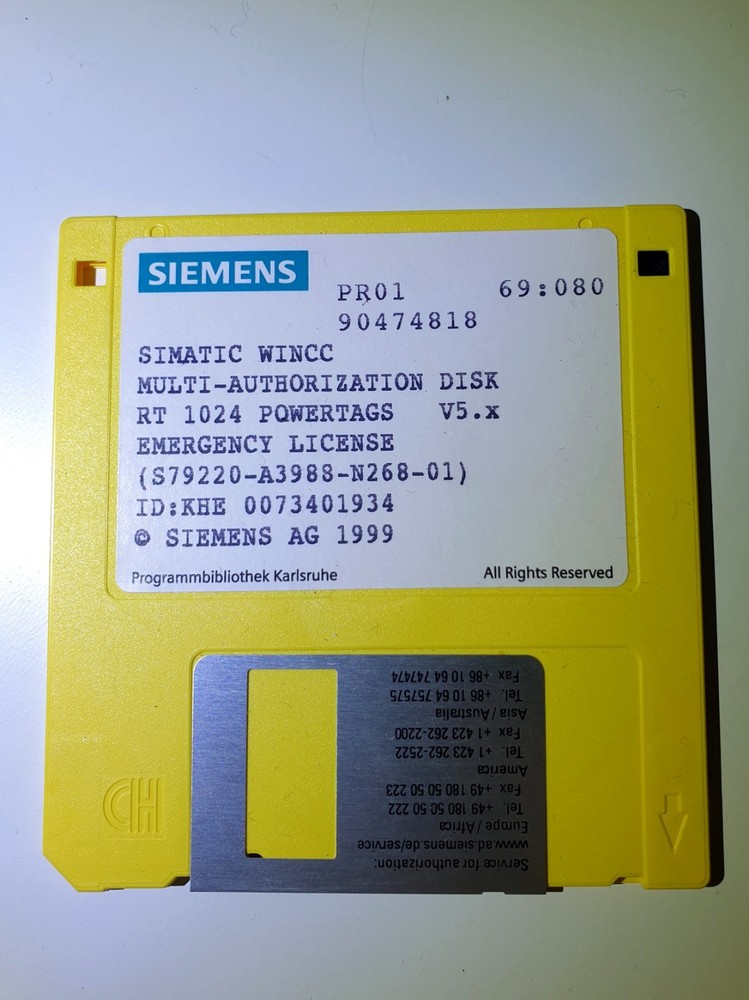 SIEMENS
PR01 69:080
90474818
SIMATIC WINCC
MULTI-AUTHORIZATION DISK
RT 1024 POWERTAGS V5.x
EMERGENCY LICENSE
(S79220-A3988-N268-01)
ID:KHE 0073401934
© SIEMENS AG 1999
Programmbibliothek Karlsruhe All Rights Reserved
Service for authorization:
www.ad.siemens.de/service
Europe / Africa
Tel. +49 180 50 50 222
Fax +49 180 50 50 223
America
Tel. +1 423 262-2522
Fax +1 423 262-2200
Asia / Australia
Tel. +86 10 64 757575
Fax +86 10 64 747474
HD